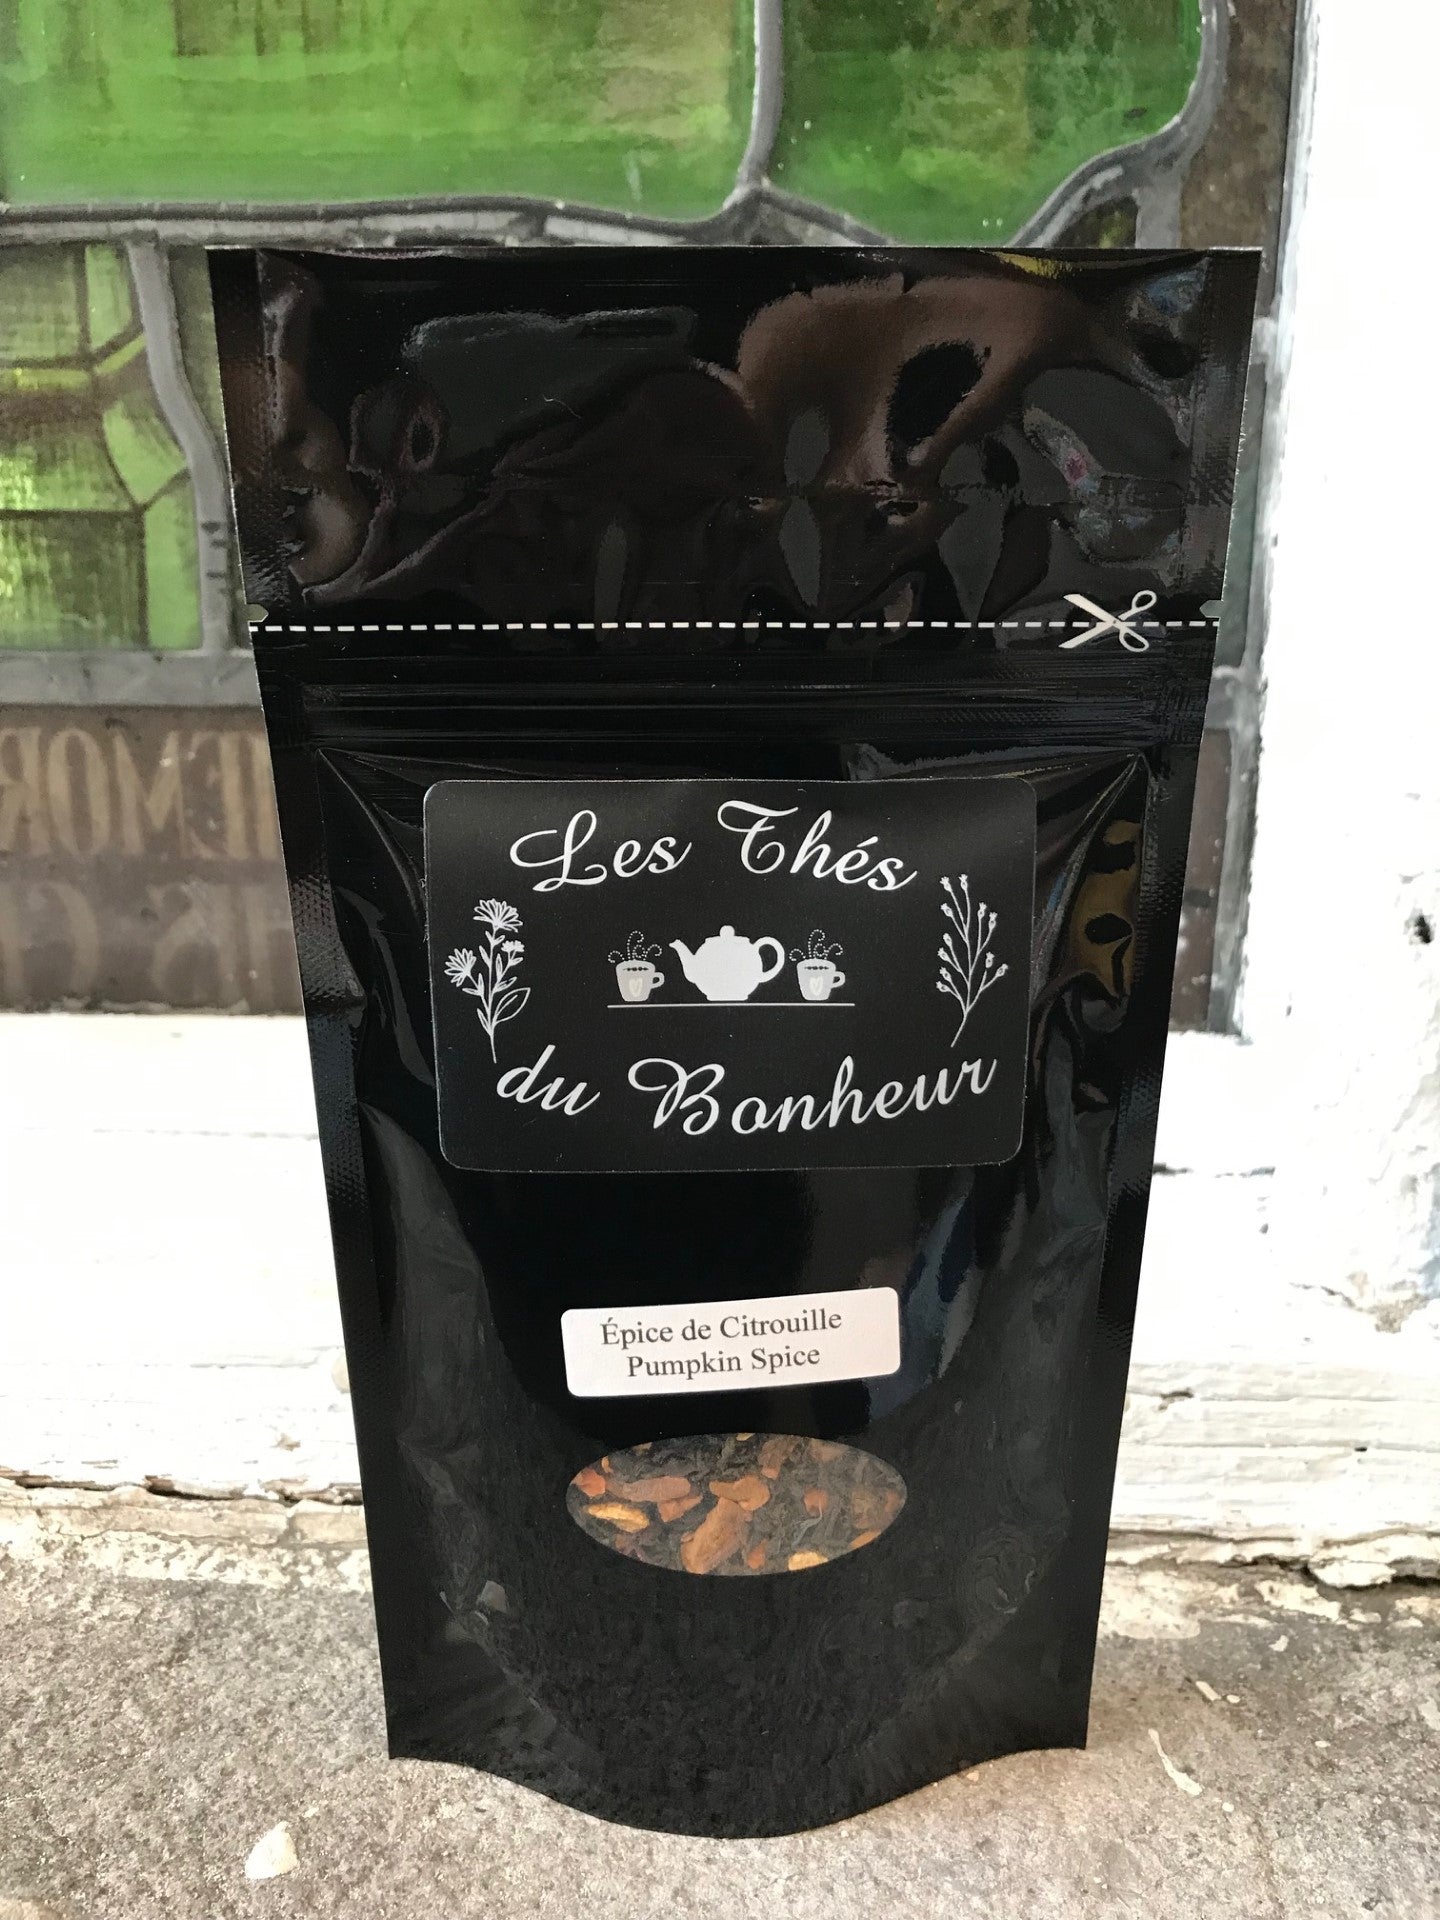 Les Thés
du Bonheur
Épice de Citrouille
Pumpkin Spice